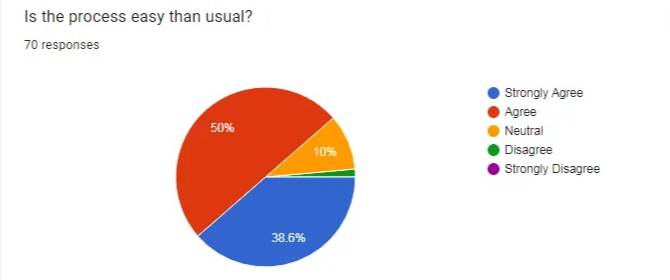 Is the process easy than usual?
70 responses
50%
10%
38.6%
Strongly Agree
Agree
Neutral
Disagree
Strongly Disagree